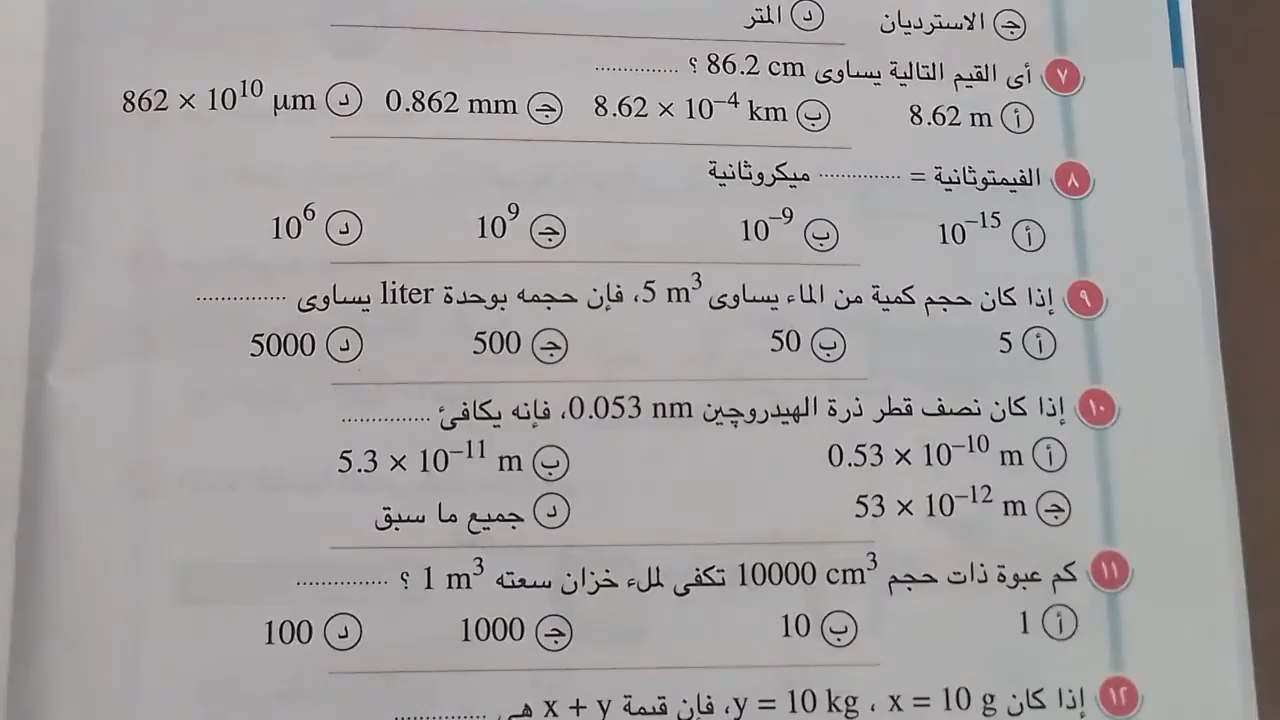 ج الاسترديان د المتر
٧ أى القيم التالية يساوى 86.2 cm ؟ ..............
أ 8.62 m ب 8.62 × 10⁻⁴ km ج 0.862 mm د 862 × 10¹⁰ µm
٨ الفيمتوثانية = .............. ميكروثانية
أ 10⁻¹⁵ ب 10⁻⁹ ج 10⁹ د 10⁶
٩ إذا كان حجم كمية من الماء يساوى 5 m³، فإن حجمه بوحدة liter يساوى ..............
أ 5 ب 50 ج 500 د 5000
١٠ إذا كان نصف قطر ذرة الهيدروچين 0.053 nm، فإنه يكافئ ..............
أ 0.53 × 10⁻¹⁰ m ب 5.3 × 10⁻¹¹ m
ج 53 × 10⁻¹² m د جميع ما سبق
١١ كم عبوة ذات حجم 10000 cm³ تكفى لملء خزان سعته 1 m³ ؟ ..............
أ 1 ب 10 ج 1000 د 100
١٢ إذا كان x = 10 g ، y = 10 kg، فإن قيمة x + y هى ..............